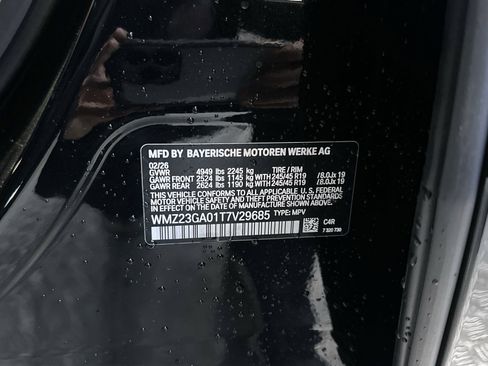 MFD BY BAYERISCHE MOTOREN WERKE AG
02/26
GVWR 4949 lbs 2245 kg TIRE / RIM
GAWR FRONT 2524 lbs 1145 kg 245/45 R19 / 8.0Jx 19
GAWR REAR 2624 lbs 1190 kg 245/45 R19 / 8.0Jx 19
THIS VEHICLE CONFORMS TO ALL APPLICABLE U.S. FEDERAL
MOTOR VEHICLE SAFETY AND THEFT PREVENTION STANDARDS
IN EFFECT ON THE DATE OF MANUFACTURE SHOWN ABOVE.
WMZ23GA01T7V29685 TYPE: MPV
C4R
7 320 730